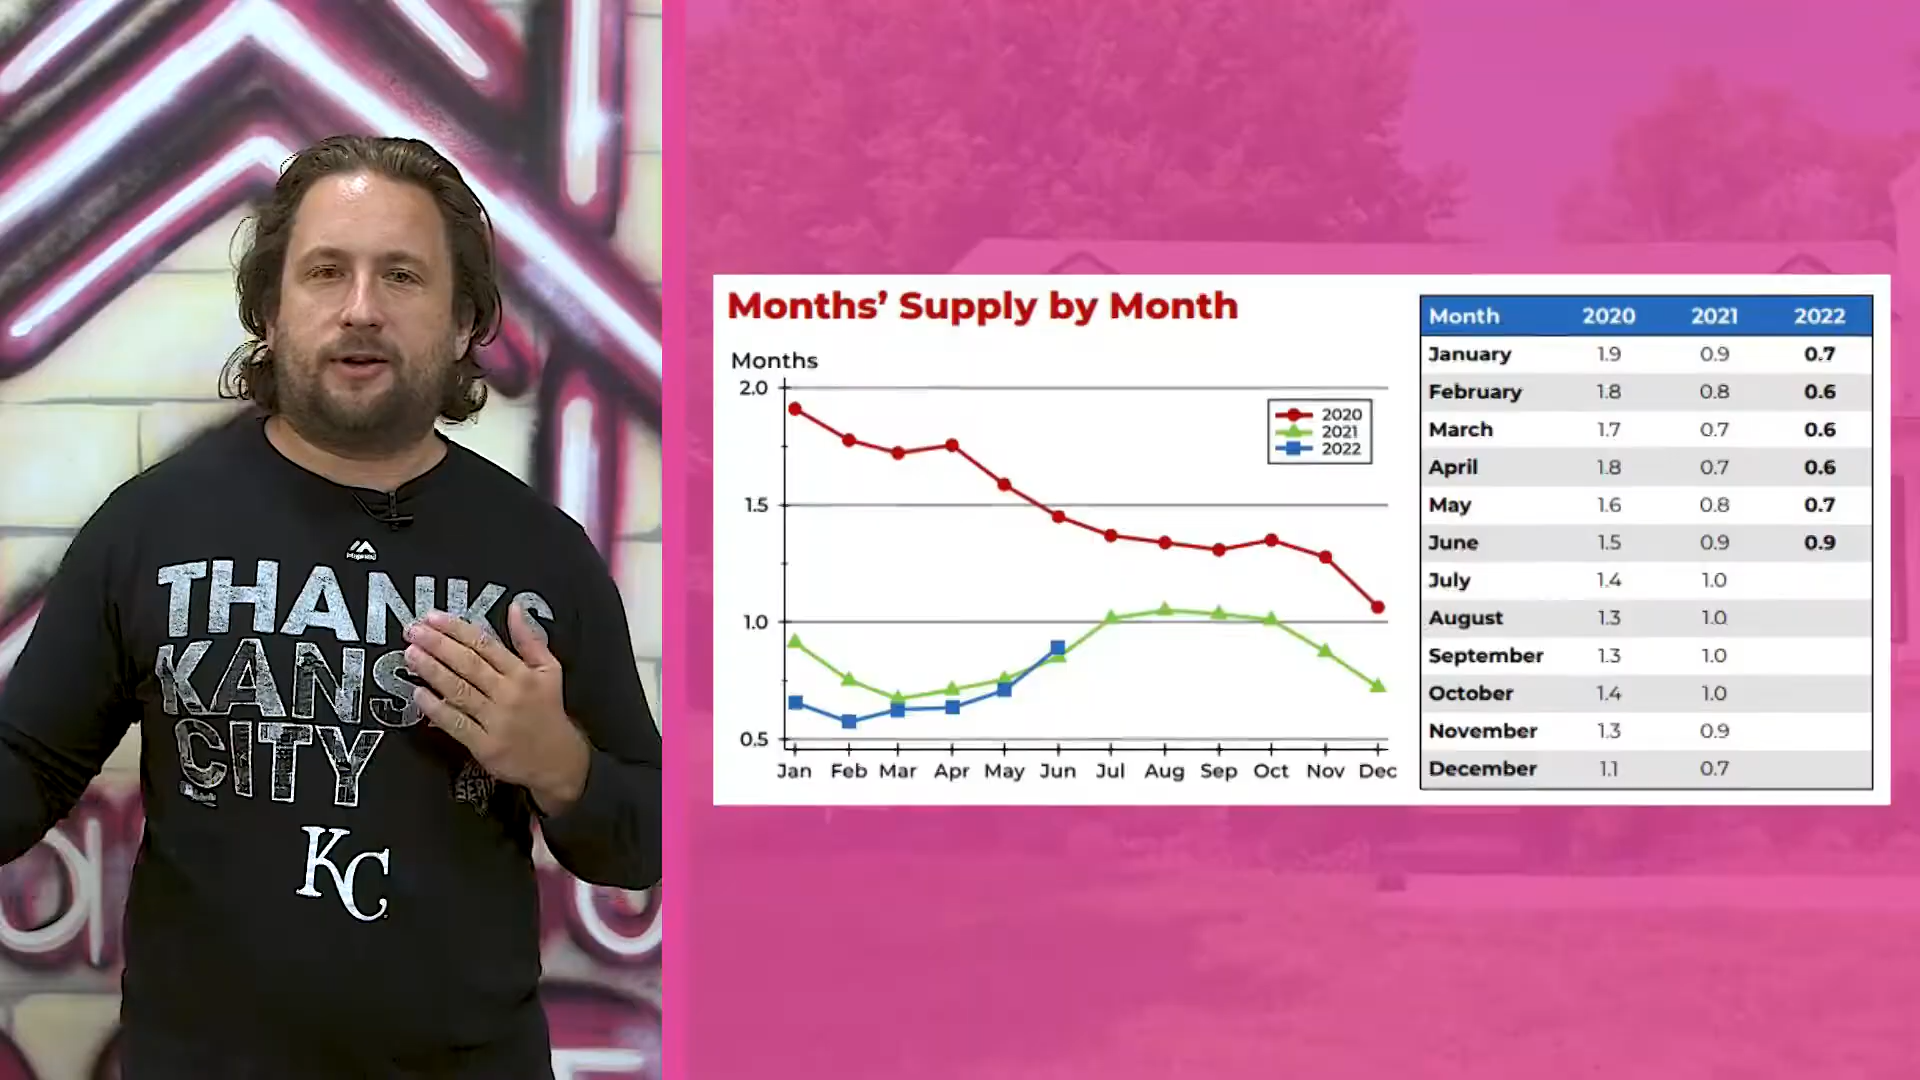 THANKS
KANSAS
CITY
KC
Months’ Supply by Month
Months
2.0
1.5
1.0
0.5
2020
2021
2022
Jan Feb Mar Apr May Jun Jul Aug Sep Oct Nov Dec
Month 2020 2021 2022
January 1.9 0.9 0.7
February 1.8 0.8 0.6
March 1.7 0.7 0.6
April 1.8 0.7 0.6
May 1.6 0.8 0.7
June 1.5 0.9 0.9
July 1.4 1.0
August 1.3 1.0
September 1.3 1.0
October 1.4 1.0
November 1.3 0.9
December 1.1 0.7